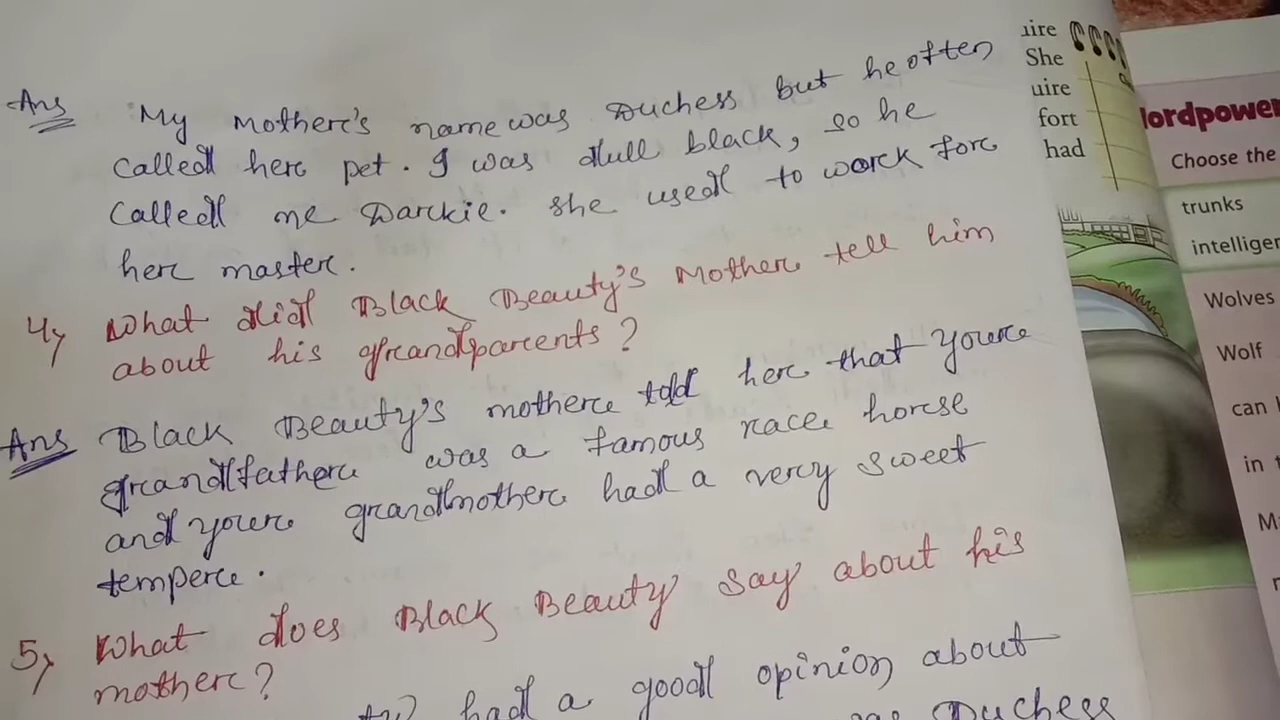 Ans My Mother's name was Duchess but he often
called her pet. I was dull black, so he
called me Darkie. She used to work for
her master.
4) What did Black Beauty's Mother tell him
about his grandparents?
Ans Black Beauty's mother told her that your
grandfather was a famous race horse
and your grandmother had a very sweet
temper.
5) What does Black Beauty say about his
mother?
had a good opinion about
Duchess
uire
She
uire
fort
had
ordpower
Choose the
trunks
intelligen
Wolves
Wolf
can
in